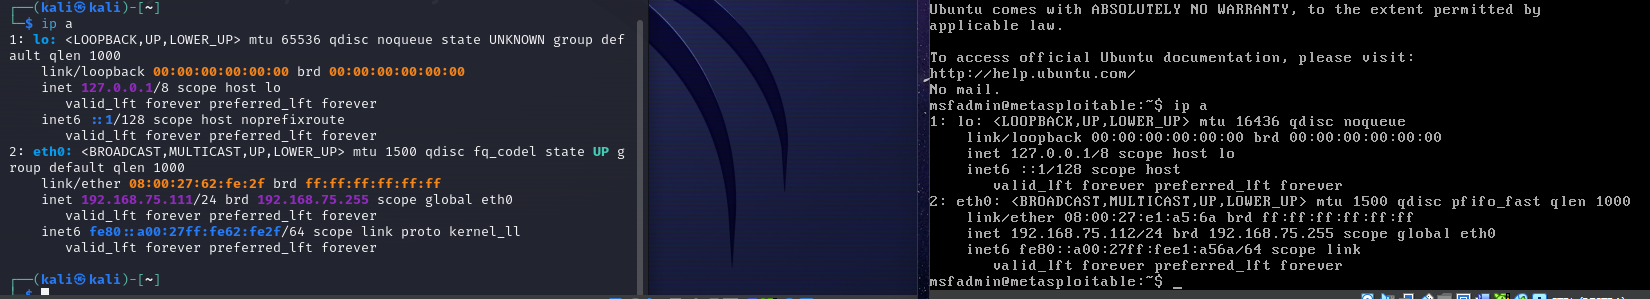 ┌──(kali㉿kali)-[~]
└─$ ip a
1: lo: <LOOPBACK,UP,LOWER_UP> mtu 65536 qdisc noqueue state UNKNOWN group def
ault qlen 1000
    link/loopback 00:00:00:00:00:00 brd 00:00:00:00:00:00
    inet 127.0.0.1/8 scope host lo
       valid_lft forever preferred_lft forever
    inet6 ::1/128 scope host noprefixroute
       valid_lft forever preferred_lft forever
2: eth0: <BROADCAST,MULTICAST,UP,LOWER_UP> mtu 1500 qdisc fq_codel state UP g
roup default qlen 1000
    link/ether 08:00:27:62:fe:2f brd ff:ff:ff:ff:ff:ff
    inet 192.168.75.111/24 brd 192.168.75.255 scope global eth0
       valid_lft forever preferred_lft forever
    inet6 fe80::a00:27ff:fe62:fe2f/64 scope link proto kernel_ll
       valid_lft forever preferred_lft forever
┌──(kali㉿kali)-[~]
└─$
Ubuntu comes with ABSOLUTELY NO WARRANTY, to the extent permitted by
applicable law.
To access official Ubuntu documentation, please visit:
http://help.ubuntu.com/
No mail.
msfadmin@metasploitable:~$ ip a
1: lo: <LOOPBACK,UP,LOWER_UP> mtu 16436 qdisc noqueue
    link/loopback 00:00:00:00:00:00 brd 00:00:00:00:00:00
    inet 127.0.0.1/8 scope host lo
    inet6 ::1/128 scope host
       valid_lft forever preferred_lft forever
2: eth0: <BROADCAST,MULTICAST,UP,LOWER_UP> mtu 1500 qdisc pfifo_fast qlen 1000
    link/ether 08:00:27:e1:a5:6a brd ff:ff:ff:ff:ff:ff
    inet 192.168.75.112/24 brd 192.168.75.255 scope global eth0
    inet6 fe80::a00:27ff:fee1:a56a/64 scope link
       valid_lft forever preferred_lft forever
msfadmin@metasploitable:~$ _